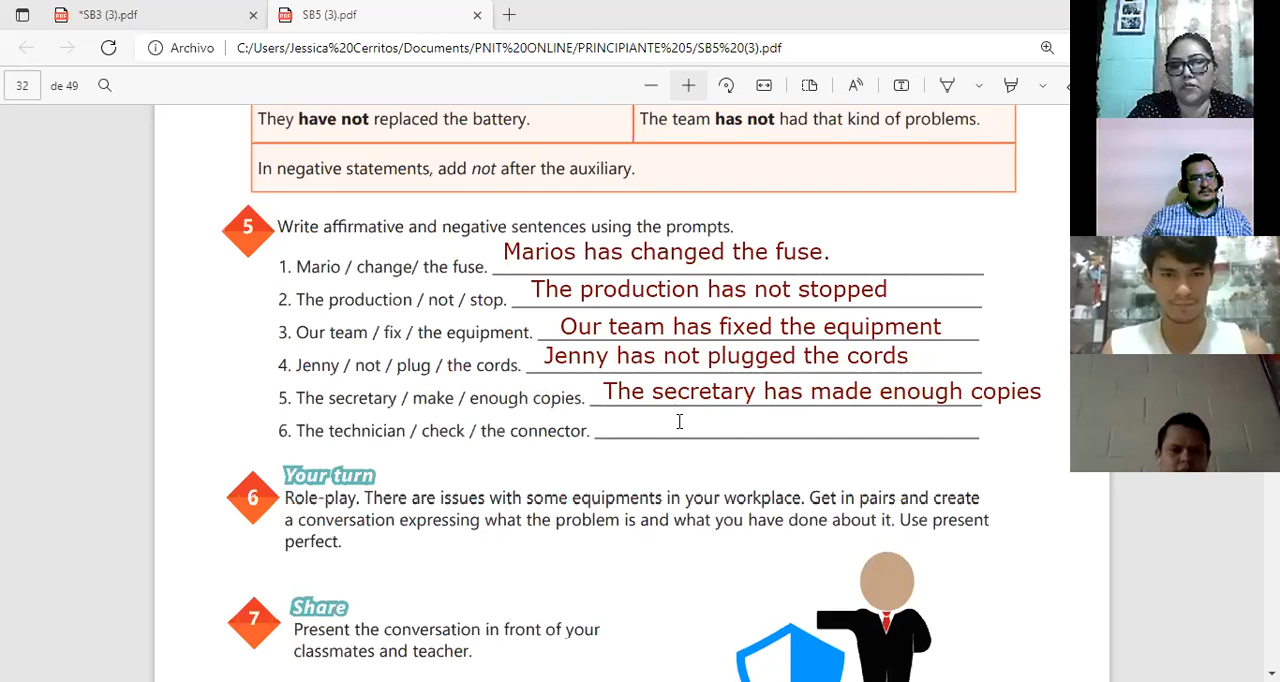 *SB3 (3).pdf
SB5 (3).pdf
Archivo
C:/Users/Jessica%20Cerritos/Documents/PNIT%20ONLINE/PRINCIPIANTE%205/SB5%20(3).pdf
32 de 49
They have not replaced the battery.
The team has not had that kind of problems.
In negative statements, add not after the auxiliary.
5 Write affirmative and negative sentences using the prompts.
1. Mario / change/ the fuse. Marios has changed the fuse.
2. The production / not / stop. The production has not stopped
3. Our team / fix / the equipment. Our team has fixed the equipment
4. Jenny / not / plug / the cords. Jenny has not plugged the cords
5. The secretary / make / enough copies. The secretary has made enough copies
6. The technician / check / the connector.
6 Your turn
Role-play. There are issues with some equipments in your workplace. Get in pairs and create
a conversation expressing what the problem is and what you have done about it. Use present
perfect.
7 Share
Present the conversation in front of your
classmates and teacher.